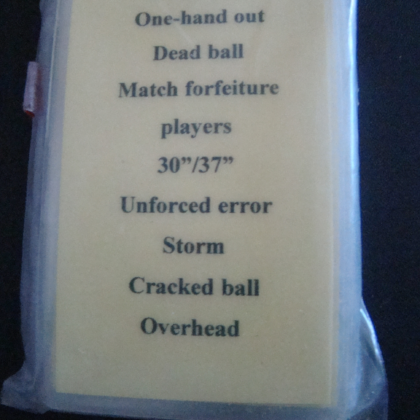 One-hand out
Dead ball
Match forfeiture
players
30”/37”
Unforced error
Storm
Cracked ball
Overhead